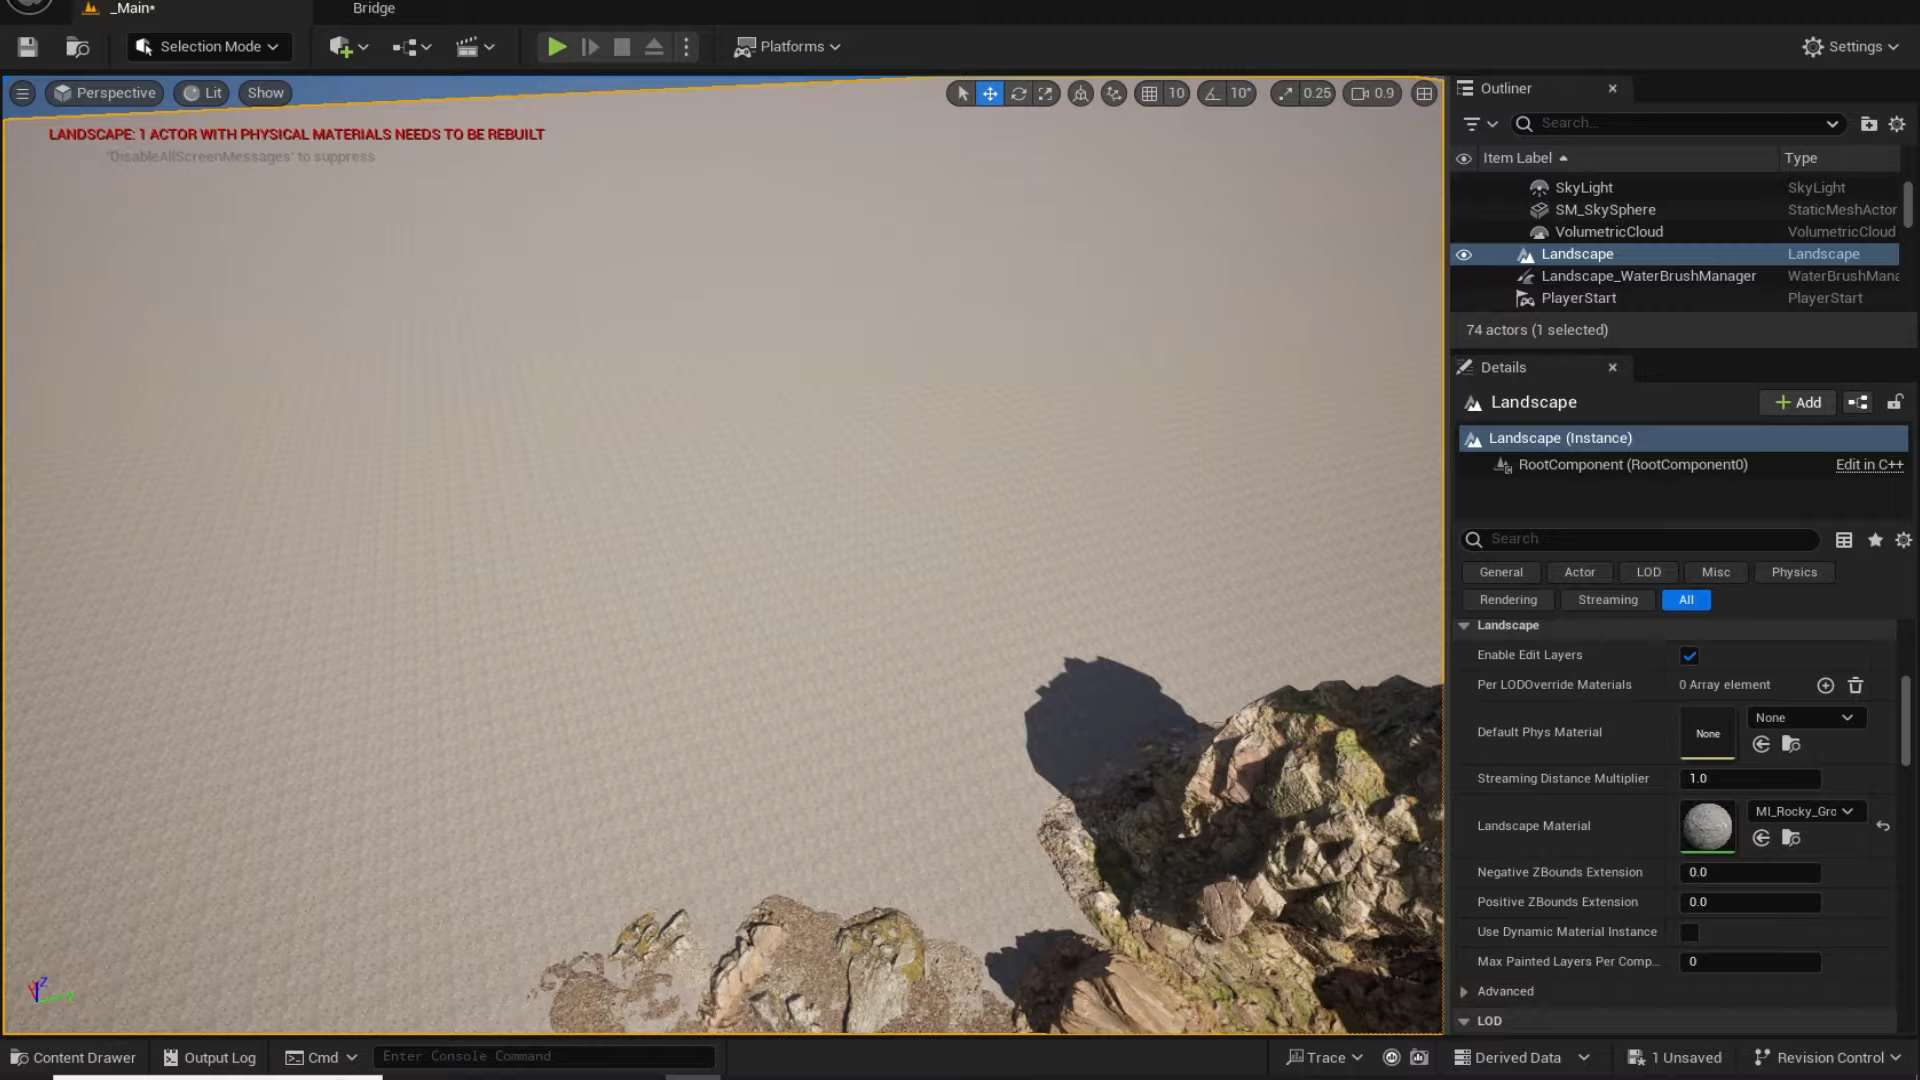 _Main*
Bridge
Selection Mode
Platforms
Settings
Perspective
Lit
Show
10
10°
0.25
0.9
LANDSCAPE: 1 ACTOR WITH PHYSICAL MATERIALS NEEDS TO BE REBUILT
'DisableAllScreenMessages' to suppress
Outliner
Search...
Item Label
Type
SkyLight
SkyLight
SM_SkySphere
StaticMeshActor
VolumetricCloud
VolumetricCloud
Landscape
Landscape
Landscape_WaterBrushManager
WaterBrushMana
PlayerStart
PlayerStart
74 actors (1 selected)
Details
Landscape
Add
Landscape (Instance)
RootComponent (RootComponent0)
Edit in C++
Search
General
Actor
LOD
Misc
Physics
Rendering
Streaming
All
Landscape
Enable Edit Layers
Per LODOverride Materials
0 Array element
Default Phys Material
None
None
Streaming Distance Multiplier
1.0
Landscape Material
MI_Rocky_Grc
Negative ZBounds Extension
0.0
Positive ZBounds Extension
0.0
Use Dynamic Material Instance
Max Painted Layers Per Comp...
0
Advanced
LOD
Z
Content Drawer
Output Log
Cmd
Enter Console Command
Trace
Derived Data
1 Unsaved
Revision Control